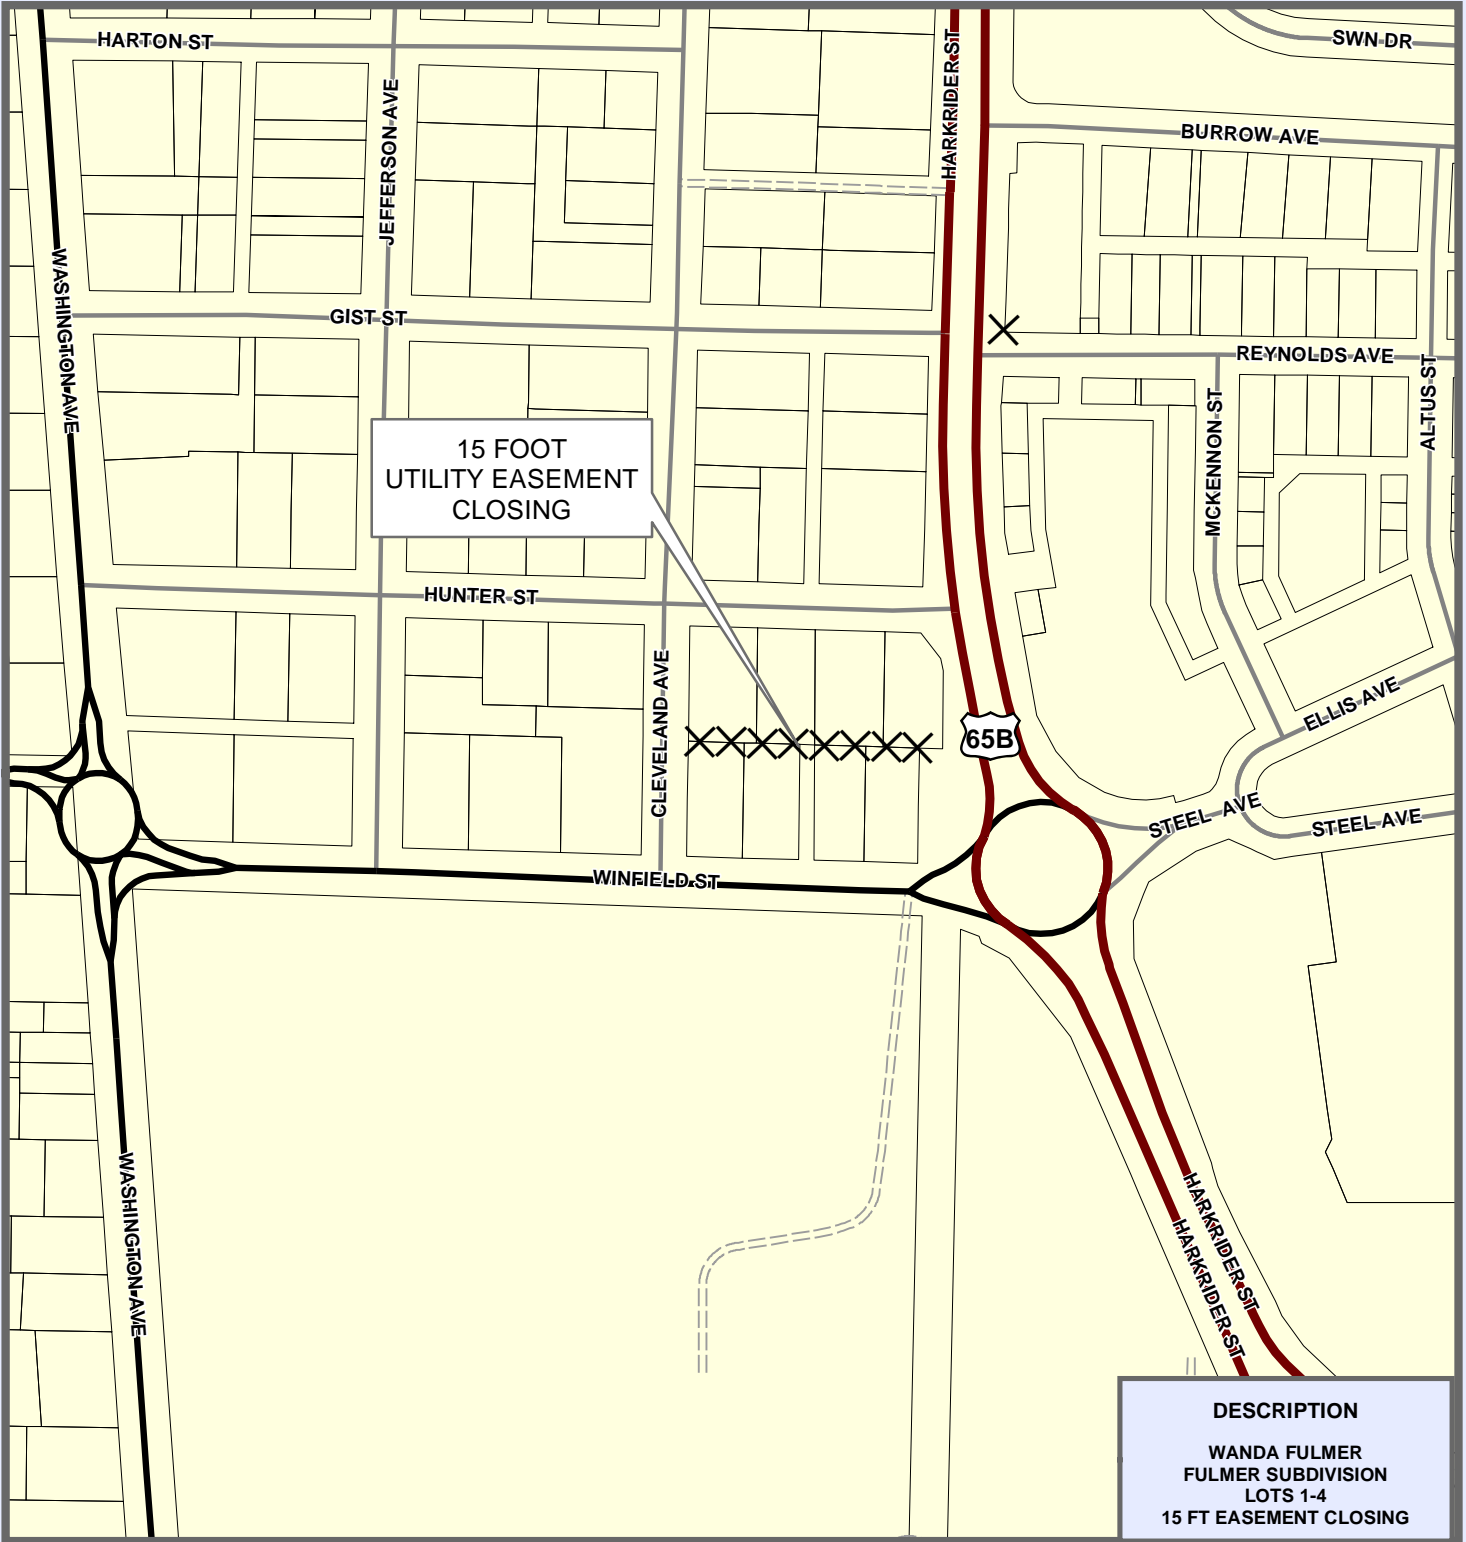 HARTON ST
JEFFERSON AVE
HARKRIDER ST
SWN DR
BURROW AVE
WASHINGTON AVE
GIST ST
REYNOLDS AVE
ALTUS ST
MCKENNON ST
15 FOOT
UTILITY EASEMENT
CLOSING
HUNTER ST
CLEVELAND AVE
65B
ELLIS AVE
STEEL AVE
STEEL AVE
WINFIELD ST
WASHINGTON AVE
HARKRIDER ST
HARKRIDER ST
DESCRIPTION
WANDA FULMER
FULMER SUBDIVISION
LOTS 1-4
15 FT EASEMENT CLOSING